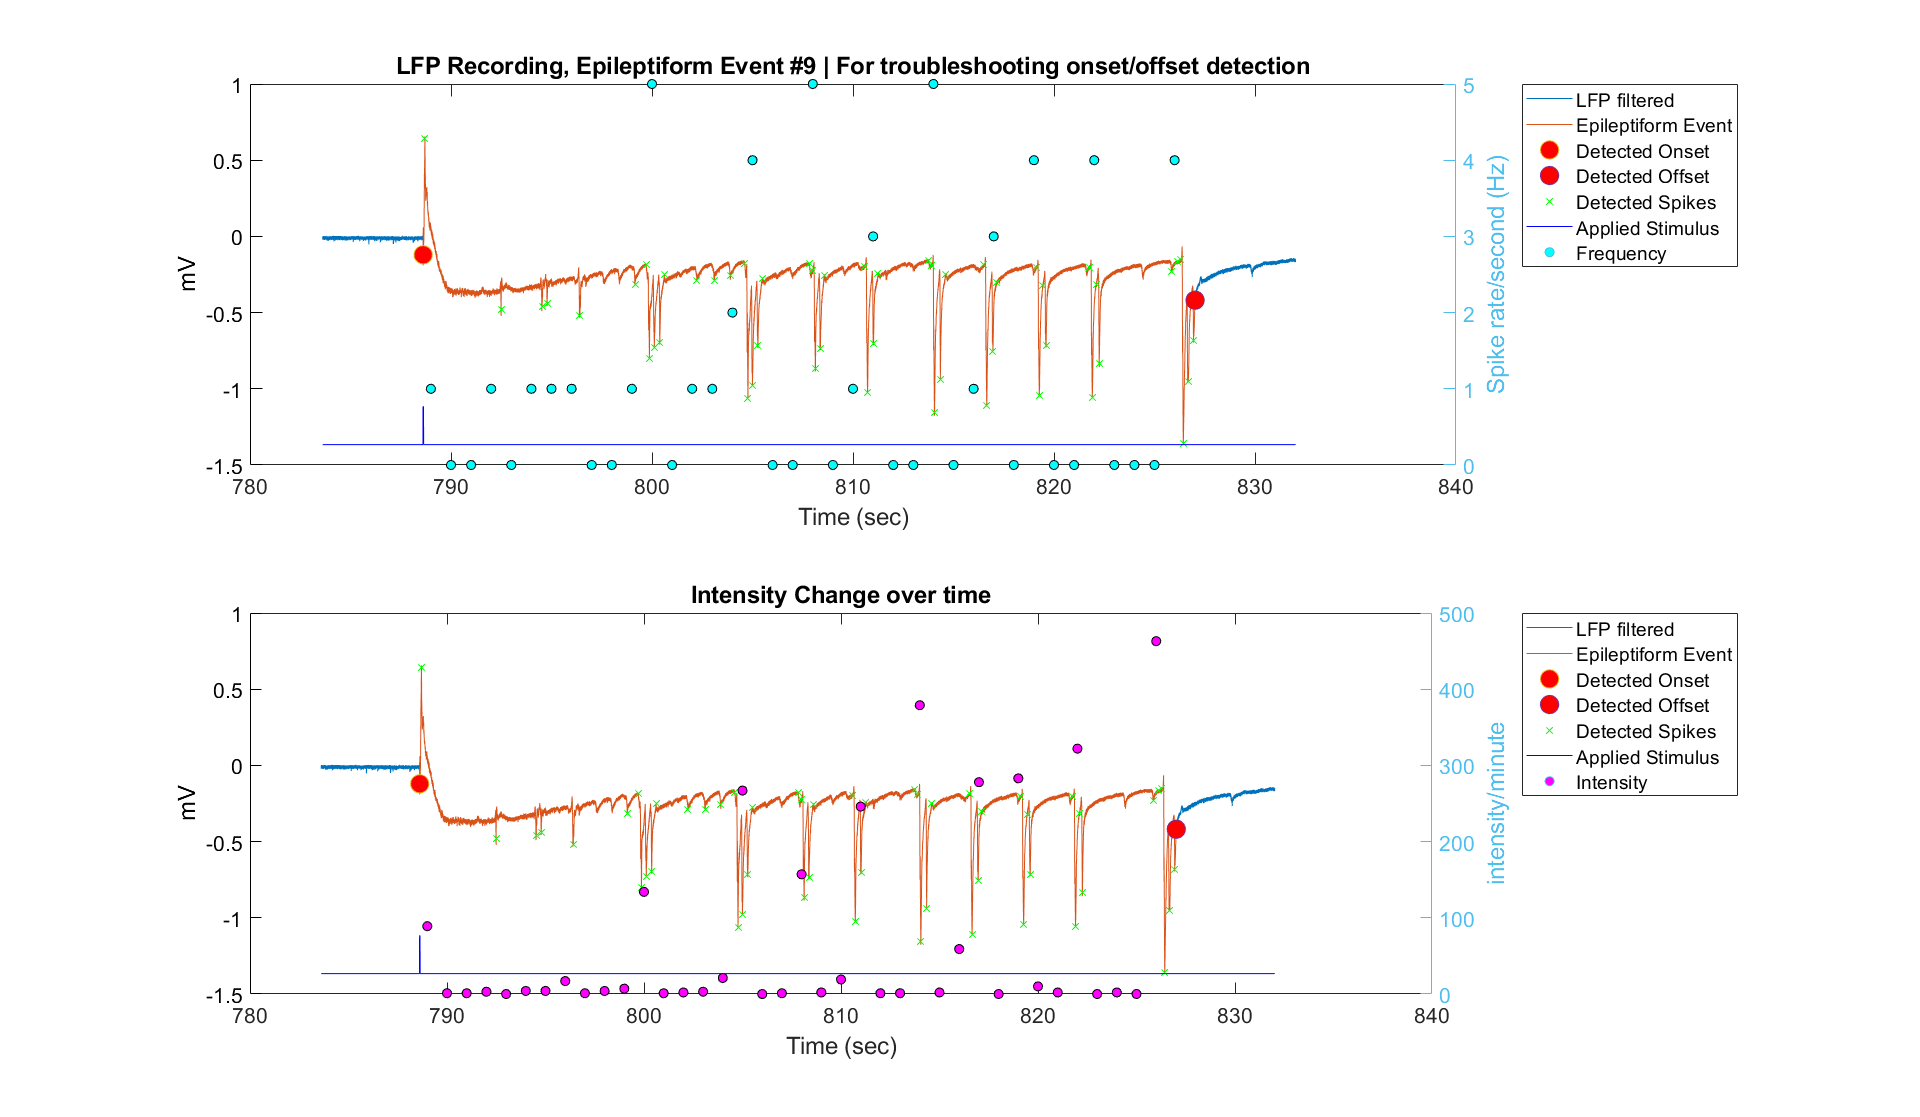 LFP Recording, Epileptiform Event #9 | For troubleshooting onset/offset detection
1
0.5
0
-0.5
-1
-1.5
mV
780
790
800
810
820
830
840
Time (sec)
5
4
3
2
1
0
Spike rate/second (Hz)
LFP filtered
Epileptiform Event
Detected Onset
Detected Offset
Detected Spikes
Applied Stimulus
Frequency
Intensity Change over time
1
0.5
0
-0.5
-1
-1.5
mV
780
790
800
810
820
830
840
Time (sec)
500
400
300
200
100
0
intensity/minute
LFP filtered
Epileptiform Event
Detected Onset
Detected Offset
Detected Spikes
Applied Stimulus
Intensity